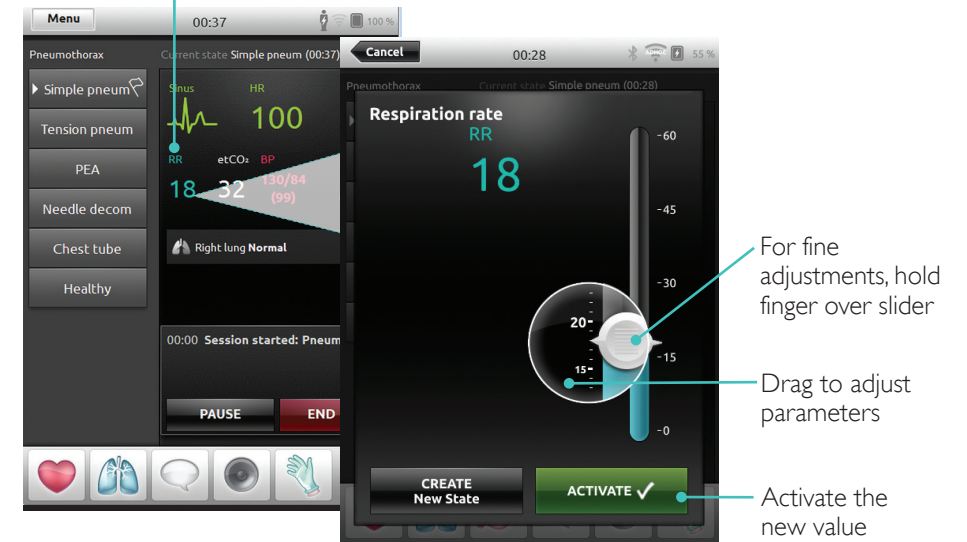 Menu
00:37
100 %
Pneumothorax
Current state Simple pneum (00:37)
Simple pneum
Tension pneum
PEA
Needle decom
Chest tube
Healthy
Sinus
HR
100
RR
etCO₂
BP
18
32
130/84
(99)
Right lung Normal
00:00 Session started: Pneum
PAUSE
END
Cancel
00:28
ADHOC
55 %
Pneumothorax
Current state Simple pneum (00:28)
Respiration rate
RR
18
-60
-45
-30
-15
-0
20-
15-
CREATE
New State
ACTIVATE
For fine
adjustments, hold
finger over slider
Drag to adjust
parameters
Activate the
new value